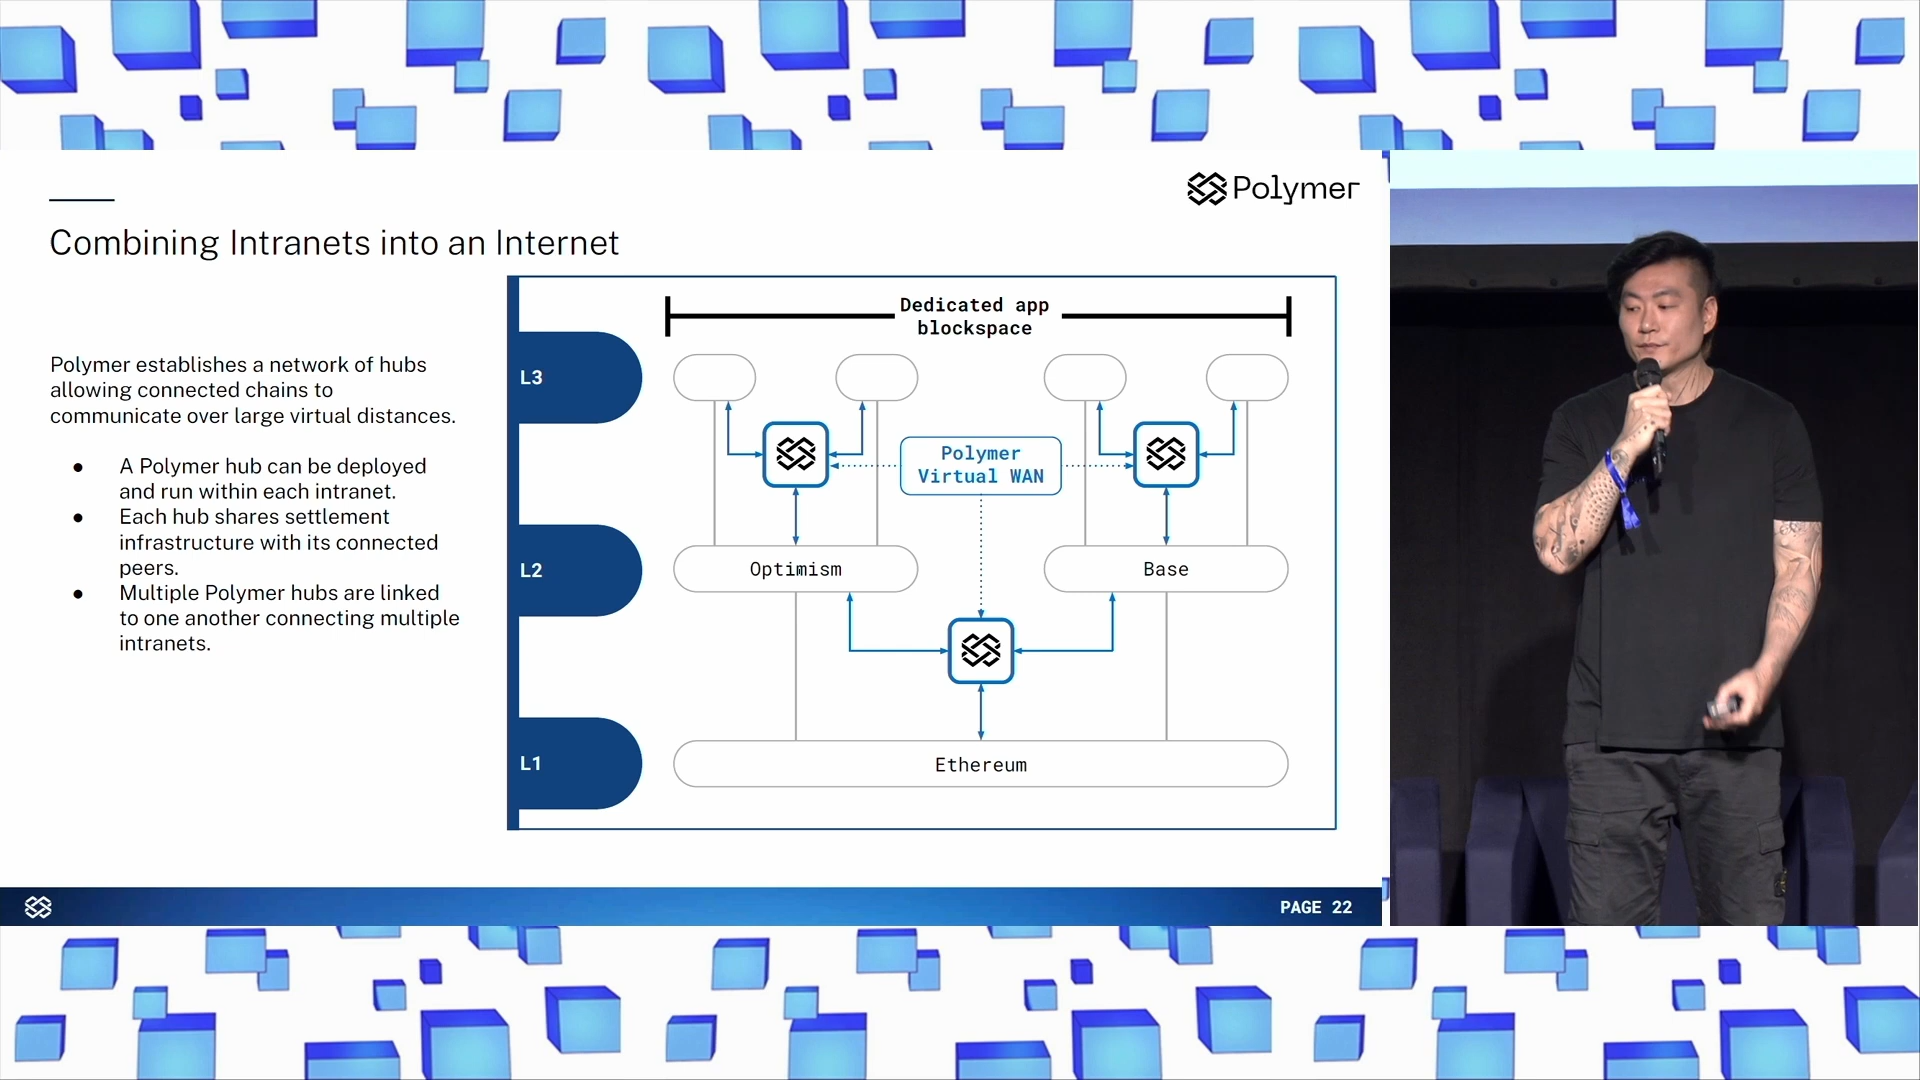 Polymer
Combining Intranets into an Internet
Polymer establishes a network of hubs
allowing connected chains to
communicate over large virtual distances.
● A Polymer hub can be deployed
and run within each intranet.
● Each hub shares settlement
infrastructure with its connected
peers.
● Multiple Polymer hubs are linked
to one another connecting multiple
intranets.
Dedicated app
blockspace
L3
Polymer
Virtual WAN
L2
Optimism
Base
L1
Ethereum
PAGE 22